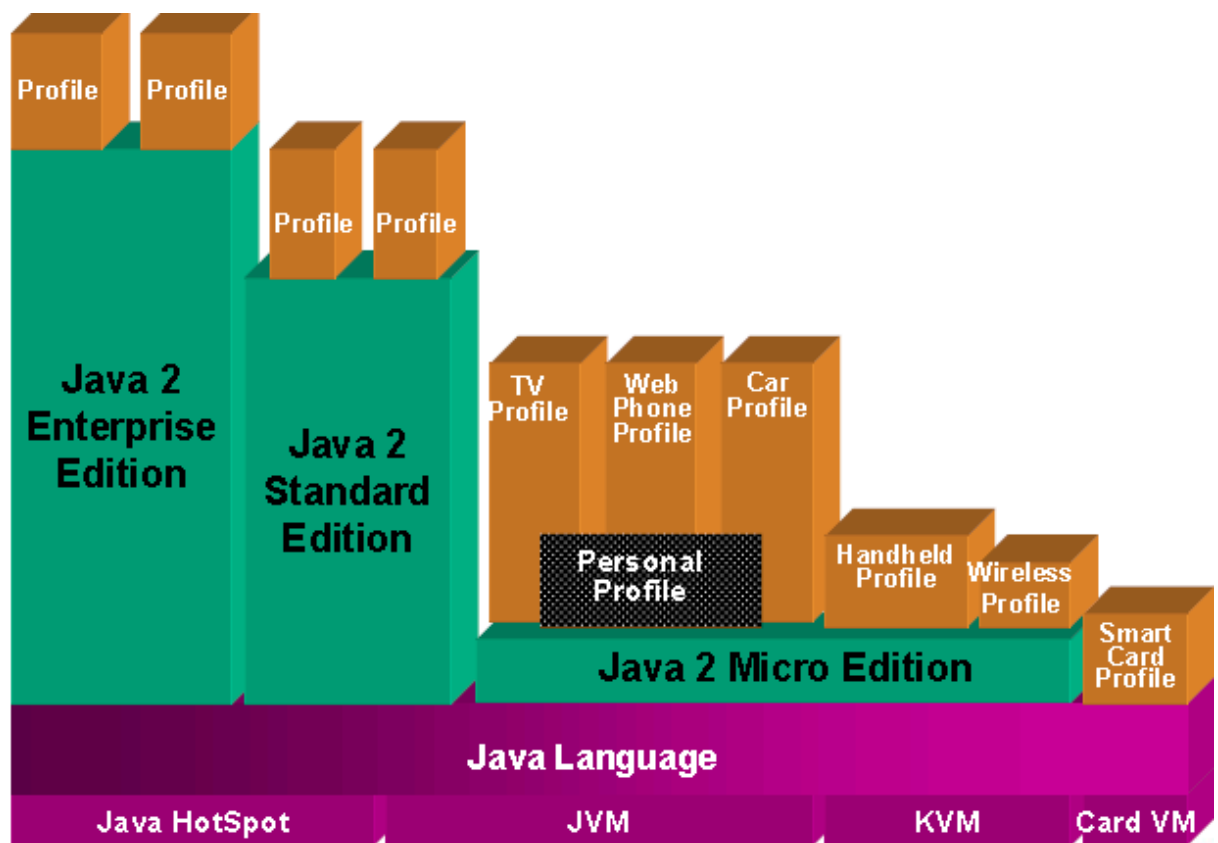 Profile
Profile
Profile
Profile
Java 2
Enterprise
Edition
Java 2
Standard
Edition
TV
Profile
Web
Phone
Profile
Car
Profile
Personal
Profile
Handheld
Profile
Wireless
Profile
Smart
Card
Profile
Java 2 Micro Edition
Java Language
Java HotSpot
JVM
KVM
Card VM